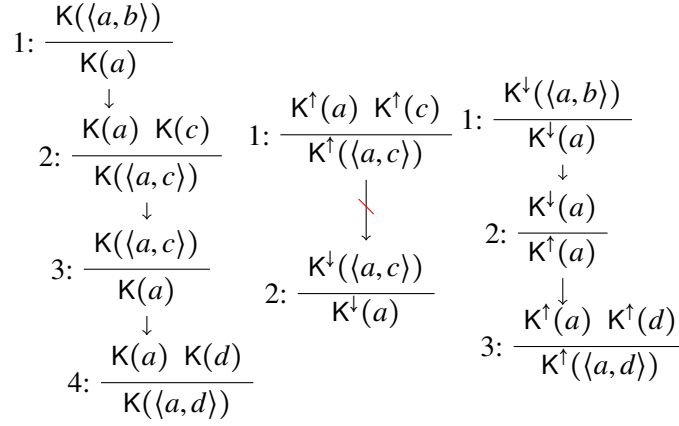 1: K(⟨a,b⟩)
K(a)
↓
2: K(a) K(c)
K(⟨a,c⟩)
↓
3: K(⟨a,c⟩)
K(a)
↓
4: K(a) K(d)
K(⟨a,d⟩)
1: K↑(a) K↑(c)
K↑(⟨a,c⟩)
2: K↓(⟨a,c⟩)
K↓(a)
1: K↓(⟨a,b⟩)
K↓(a)
↓
2: K↓(a)
K↑(a)
↓
3: K↑(a) K↑(d)
K↑(⟨a,d⟩)